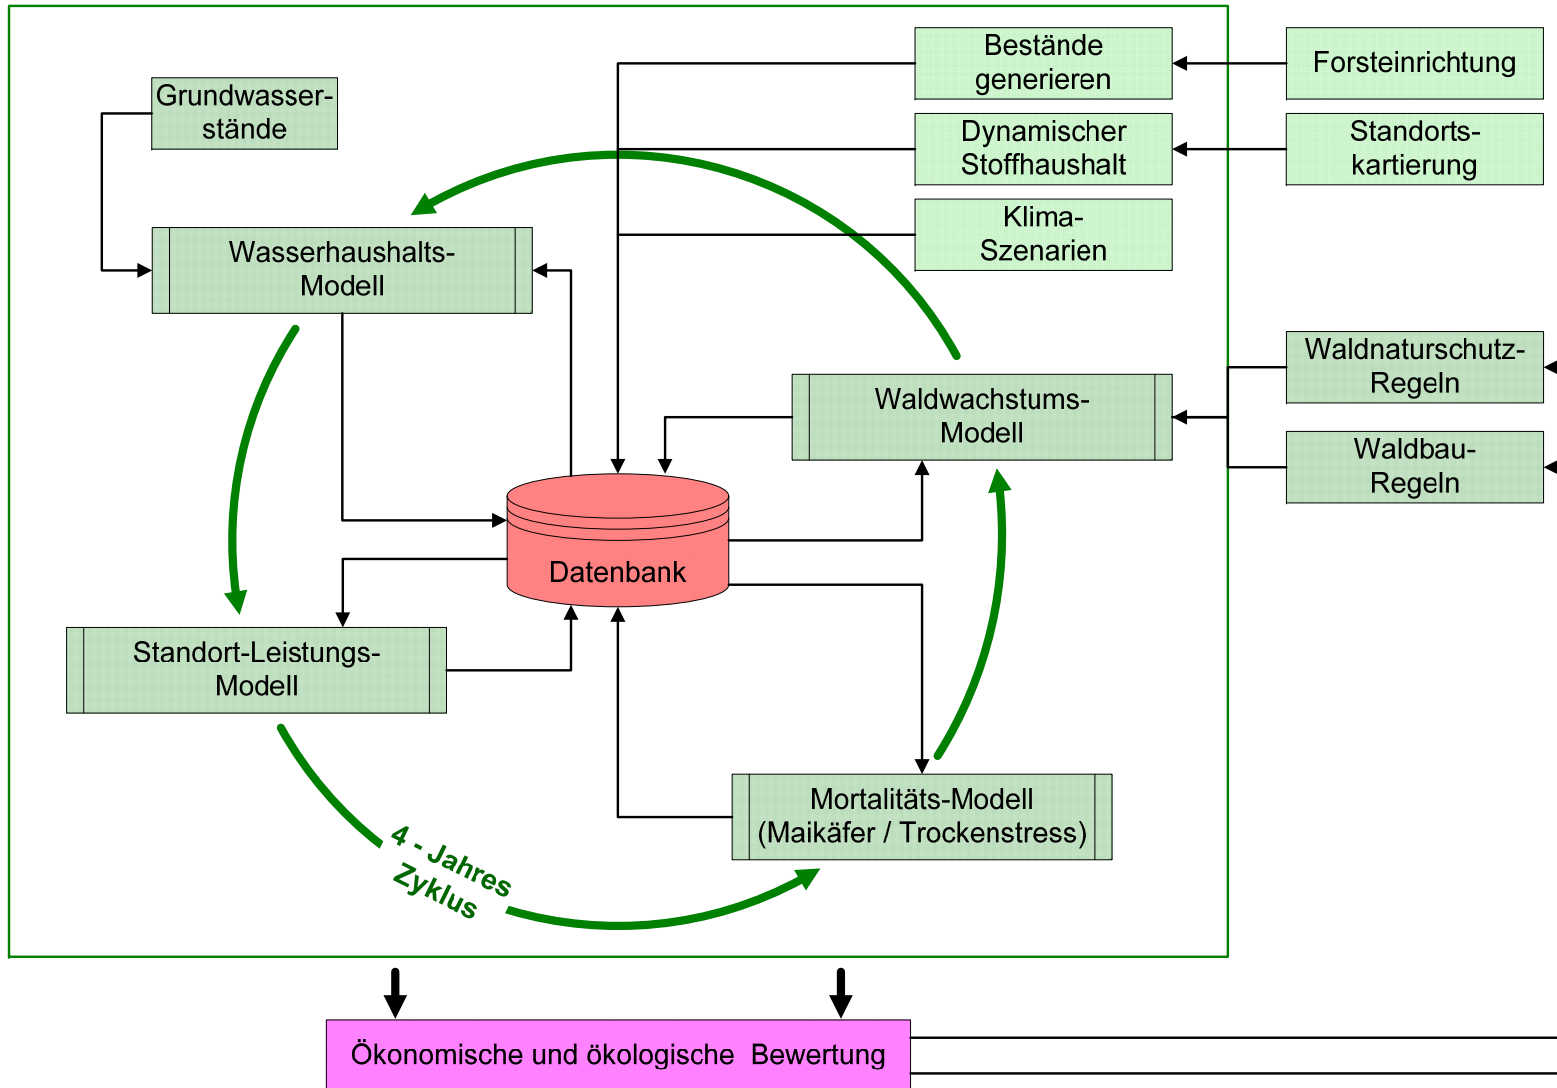 Bestände
generieren
Forsteinrichtung
Grundwasser-
stände
Dynamischer
Stoffhaushalt
Standorts-
kartierung
Klima-
Szenarien
Wasserhaushalts-
Modell
Waldnaturschutz-
Regeln
Waldwachstums-
Modell
Waldbau-
Regeln
Datenbank
Standort-Leistungs-
Modell
Mortalitäts-Modell
(Maikäfer / Trockenstress)
4 - Jahres
Zyklus
Ökonomische und ökologische Bewertung